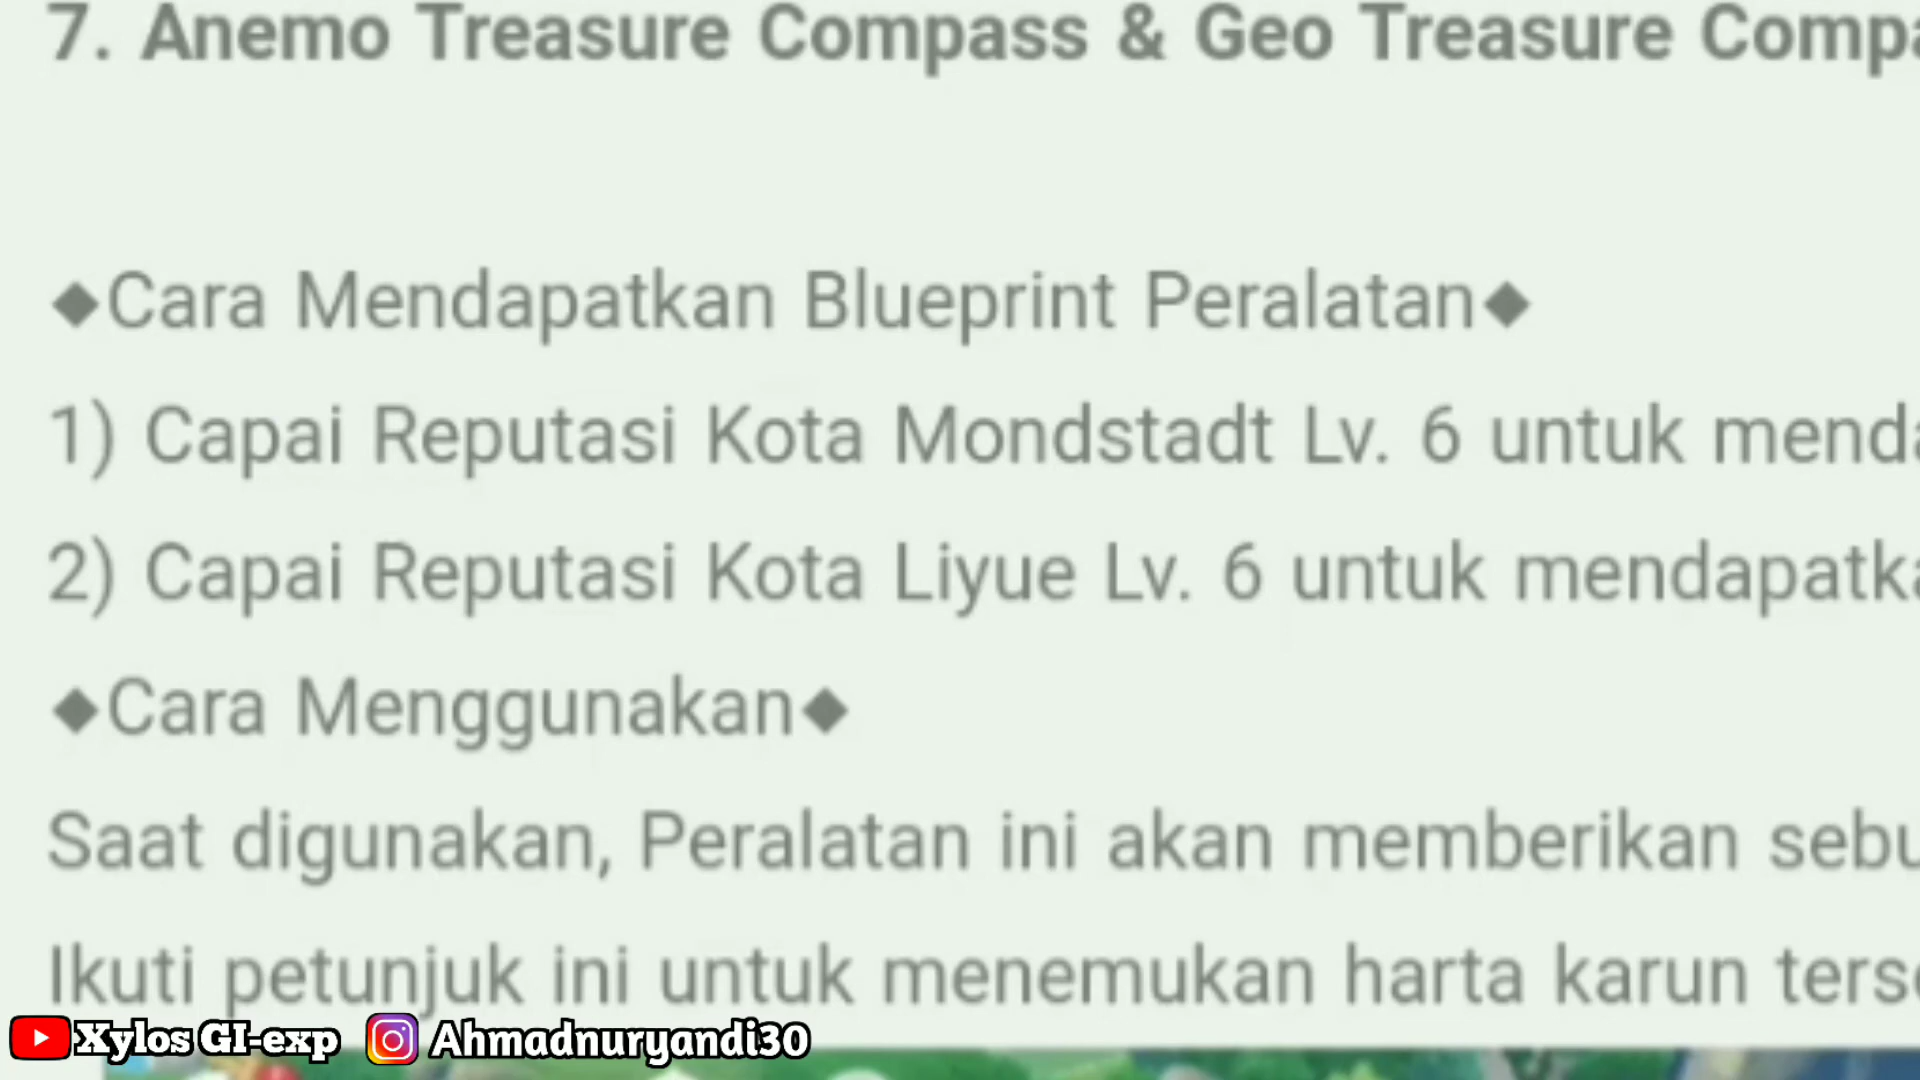 7. Anemo Treasure Compass & Geo Treasure
◆Cara Mendapatkan Blueprint Peralatan◆
1) Capai Reputasi Kota Mondstadt Lv. 6 untuk
2) Capai Reputasi Kota Liyue Lv. 6 untuk
◆Cara Menggunakan◆
Saat digunakan, Peralatan ini akan memberikan
Ikuti petunjuk ini untuk menemukan harta karun
Xylos GI-exp Ahmadnuryandi30